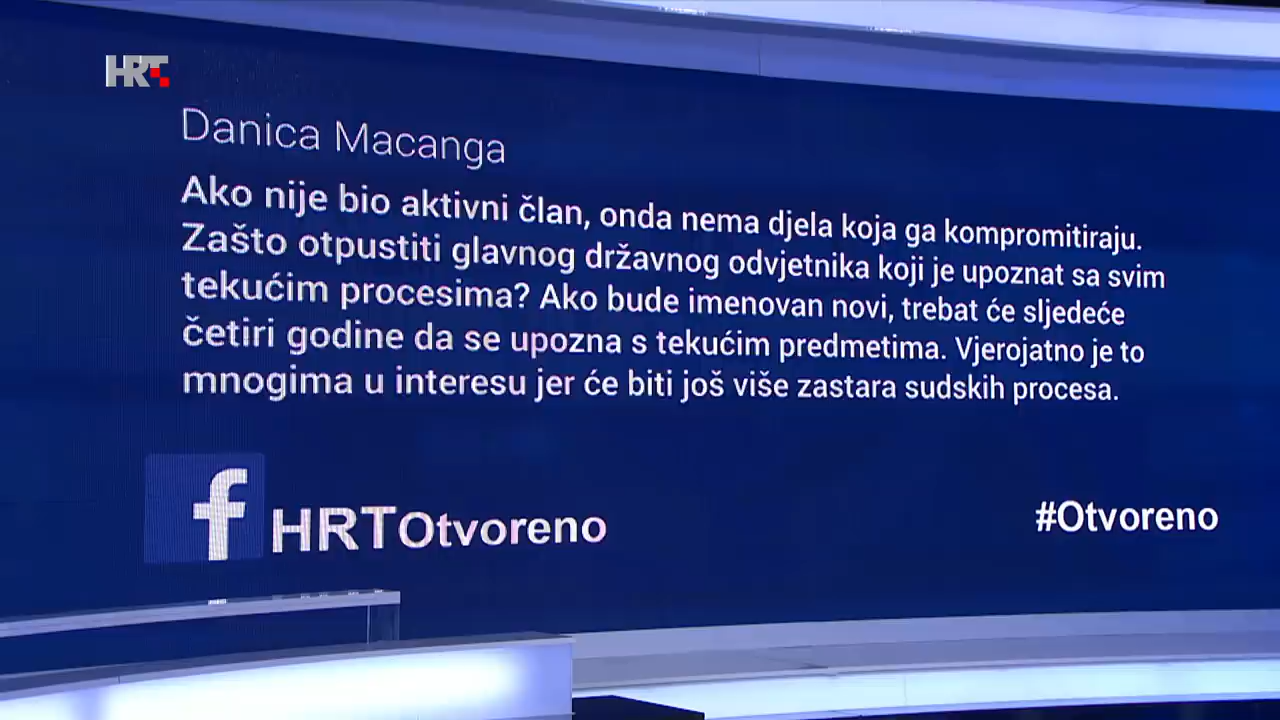 HRT
Danica Macanga
Ako nije bio aktivni član, onda nema djela koja ga kompromitiraju.
Zašto otpustiti glavnog državnog odvjetnika koji je upoznat sa svim
tekućim procesima? Ako bude imenovan novi, trebat će sljedeće
četiri godine da se upozna s tekućim predmetima. Vjerojatno je to
mnogima u interesu jer će biti još više zastara sudskih procesa.
f HRTOtvoreno
#Otvoreno